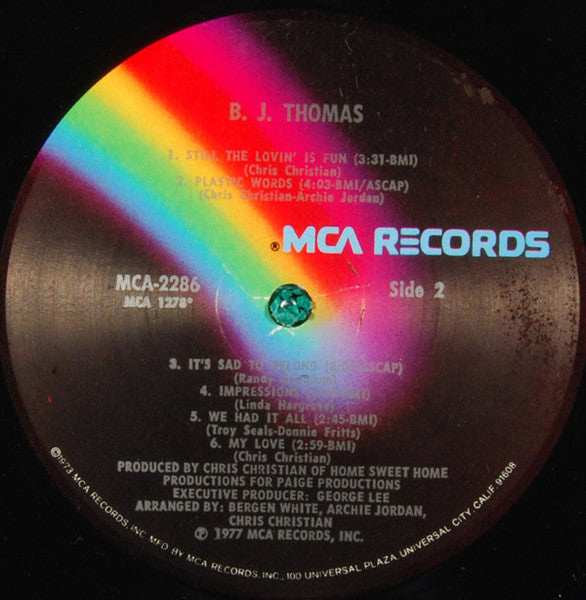 B. J. THOMAS
1. STILL THE LOVIN' IS FUN (3:31-BMI)
(Chris Christian)
2. PLASTIC WORDS (4:03-BMI/ASCAP)
(Chris Christian-Archie Jordan)
®MCA RECORDS
MCA-2286
MCA 1278*
Side 2
3. IT'S SAD TO BELONG ASCAP)
(Randy
4. IMPRESSIONS
(Linda Hargrove)
5. WE HAD IT ALL (2:45-BMI)
(Troy Seals-Donnie Fritts)
6. MY LOVE (2:59-BMI)
(Chris Christian)
PRODUCED BY CHRIS CHRISTIAN OF HOME SWEET HOME
PRODUCTIONS FOR PAIGE PRODUCTIONS
EXECUTIVE PRODUCER: GEORGE LEE
ARRANGED BY: BERGEN WHITE, ARCHIE JORDAN,
CHRIS CHRISTIAN
℗ 1977 MCA RECORDS, INC.
©1973 MCA RECORDS, INC. MFD. BY MCA RECORDS, INC., 100 UNIVERSAL PLAZA, UNIVERSAL CITY, CALIF. 91608